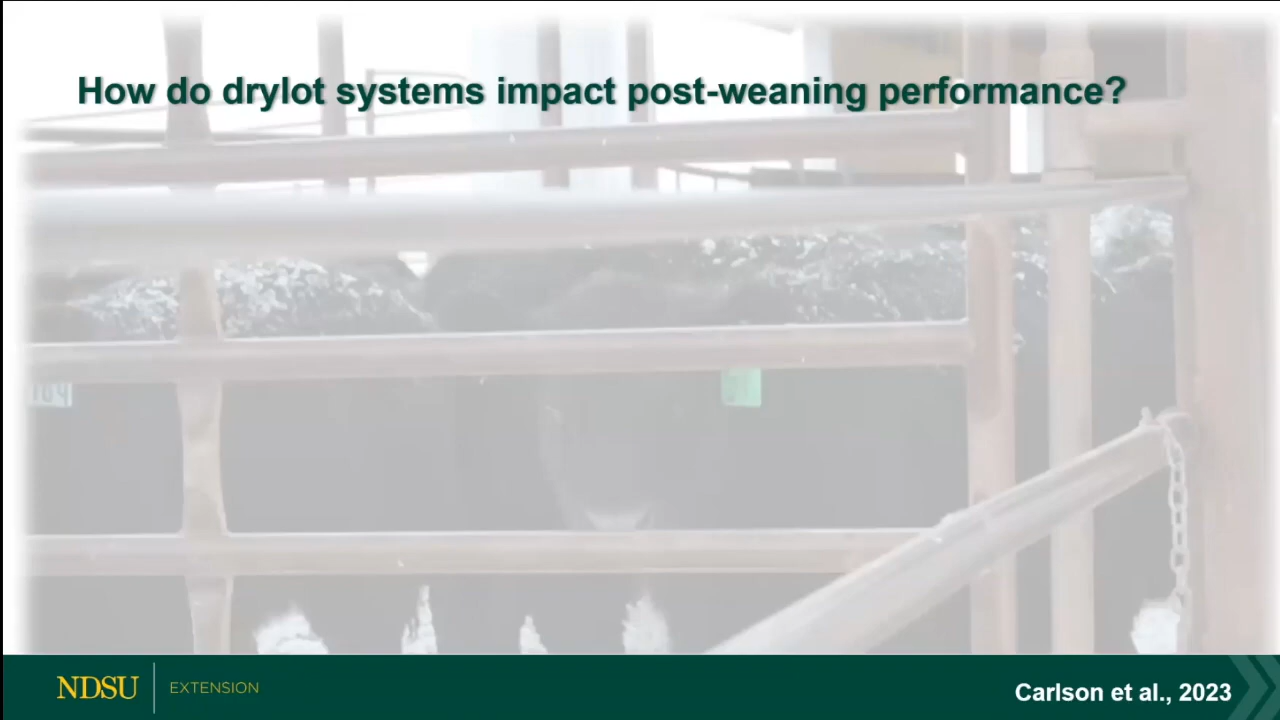 How do drylot systems impact post-weaning performance?
NDSU
EXTENSION
Carlson et al., 2023